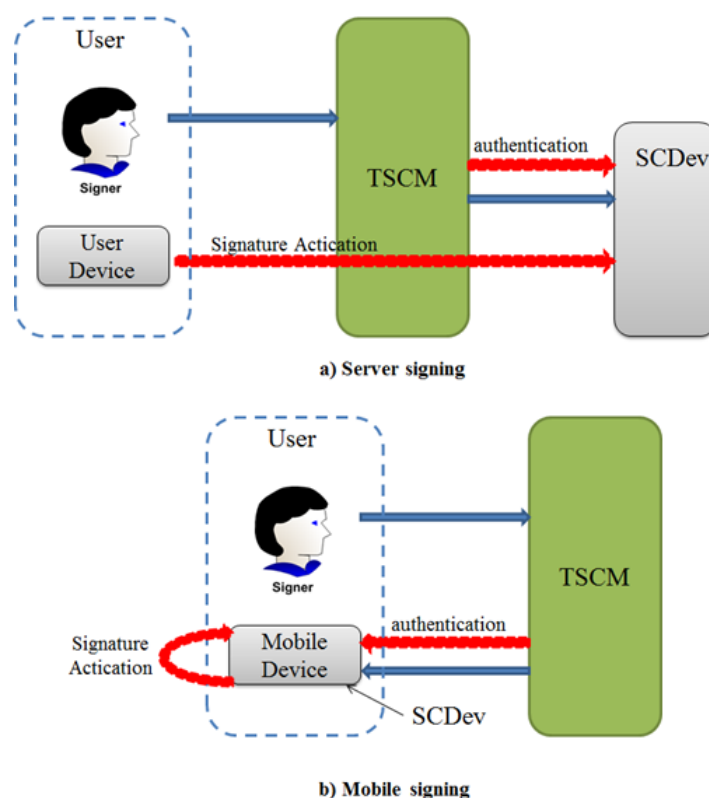 User
Signer
User
Device
TSCM
authentication
SCDev
Signature Actication
a) Server signing
User
Signer
TSCM
authentication
Signature
Actication
Mobile
Device
SCDev
b) Mobile signing